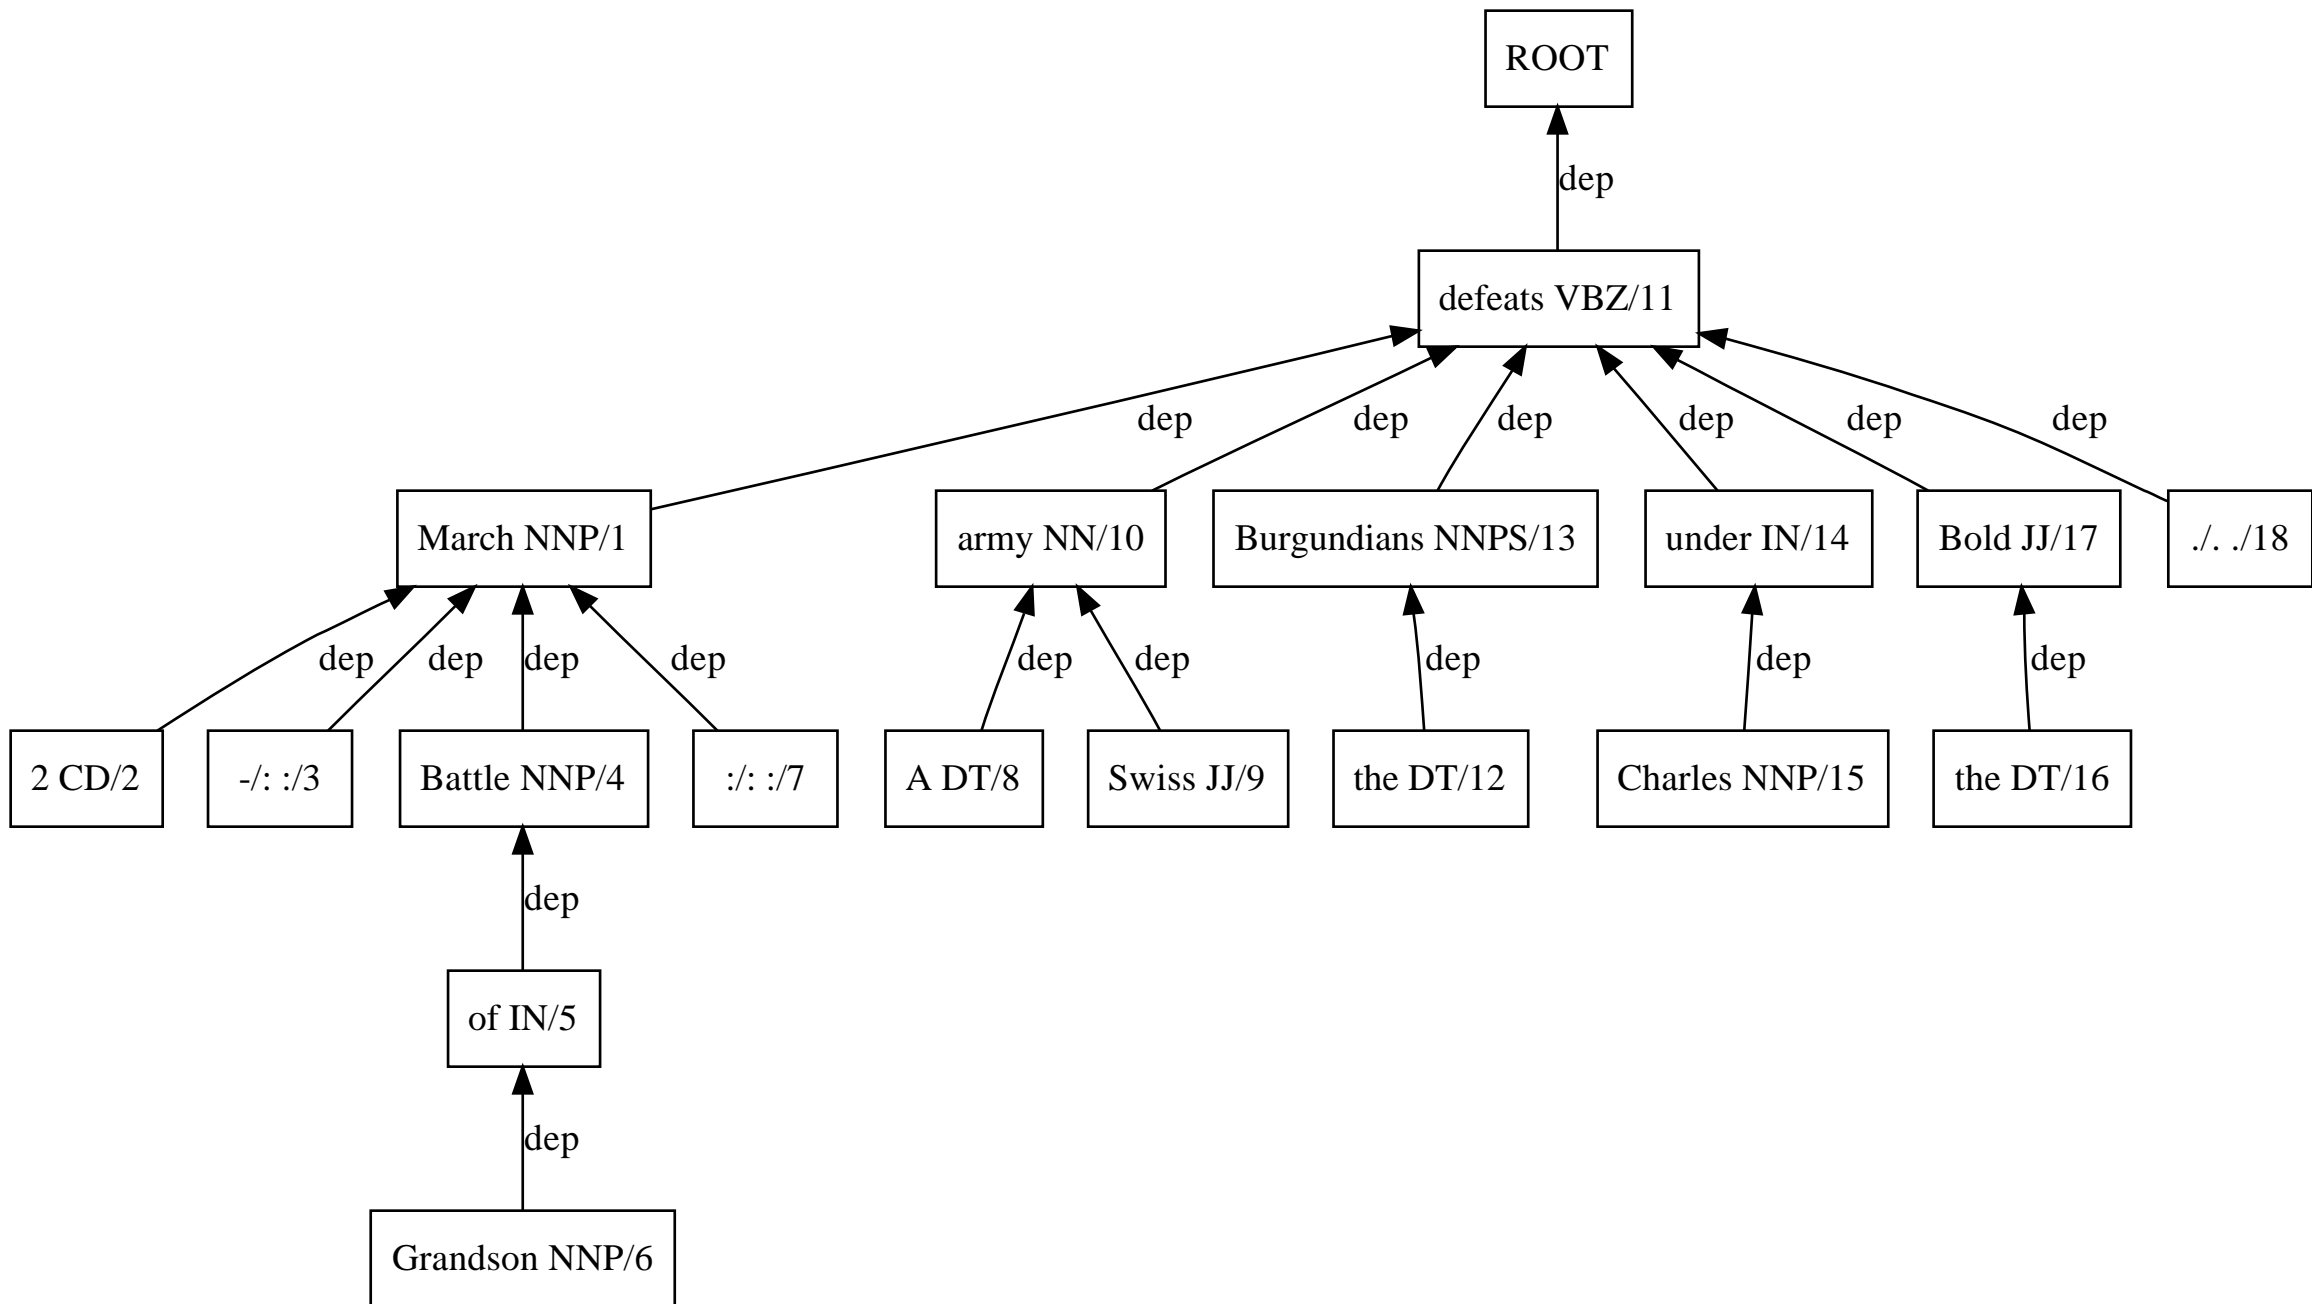 ROOT
dep
defeats VBZ/11
dep dep dep dep dep dep
March NNP/1 army NN/10 Burgundians NNPS/13 under IN/14 Bold JJ/17 ./. ./18
dep dep dep dep dep dep dep dep dep
2 CD/2 -/: :/3 Battle NNP/4 :/: :/7 A DT/8 Swiss JJ/9 the DT/12 Charles NNP/15 the DT/16
dep
of IN/5
dep
Grandson NNP/6